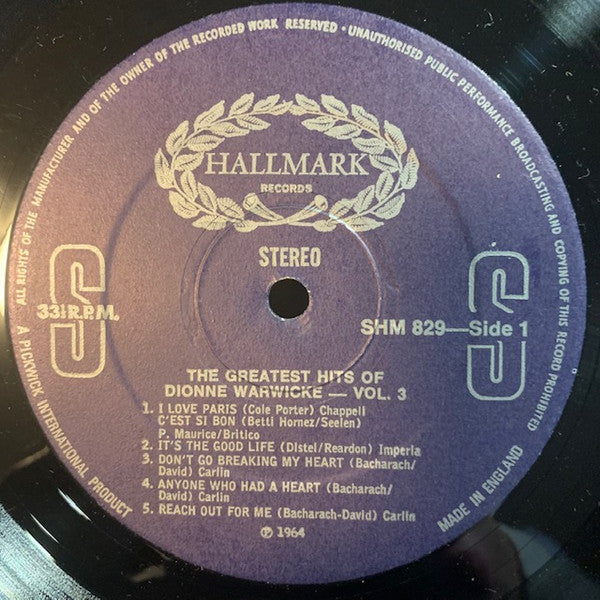 ALL RIGHTS OF THE MANUFACTURER AND OF THE OWNER OF THE RECORDED WORK RESERVED · UNAUTHORISED PUBLIC PERFORMANCE BROADCASTING AND COPYING OF THIS RECORD PROHIBITED
HALLMARK
RECORDS
STEREO
S
33⅓ R.P.M.
S
SHM 829—Side 1
THE GREATEST HITS OF
DIONNE WARWICKE — VOL. 3
1. I LOVE PARIS (Cole Porter) Chappell
C'EST SI BON (Betti Hornez/Seelen)
P. Maurice/Britico
2. IT'S THE GOOD LIFE (Distel/Reardon) Imperia
3. DON'T GO BREAKING MY HEART (Bacharach/
David) Carlin
4. ANYONE WHO HAD A HEART (Bacharach/
David) Carlin
5. REACH OUT FOR ME (Bacharach-David) Carlin
℗ 1964
A PICKWICK INTERNATIONAL PRODUCT
MADE IN ENGLAND